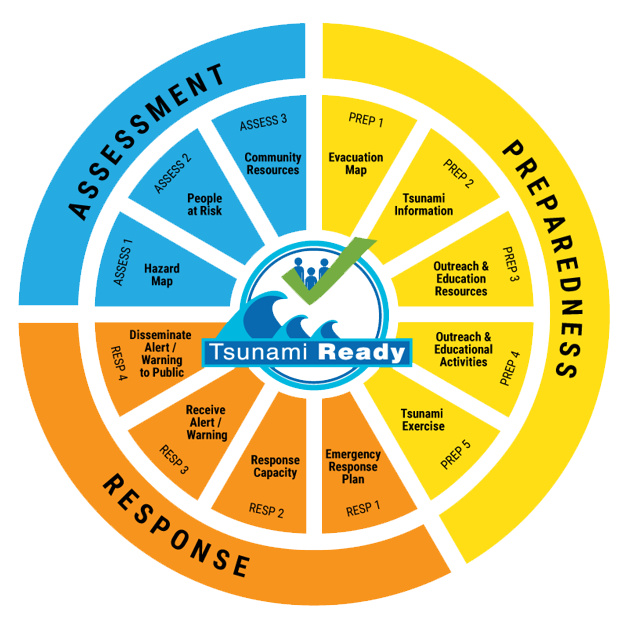 ASSESSMENT
ASSESS 1
Hazard
Map
ASSESS 2
People
at Risk
ASSESS 3
Community
Resources
PREPAREDNESS
PREP 1
Evacuation
Map
PREP 2
Tsunami
Information
PREP 3
Outreach &
Education
Resources
PREP 4
Outreach &
Educational
Activities
PREP 5
Tsunami
Exercise
RESPONSE
RESP 1
Emergency
Response
Plan
RESP 2
Response
Capacity
RESP 3
Receive
Alert /
Warning
RESP 4
Disseminate
Alert /
Warning
to Public
Tsunami Ready